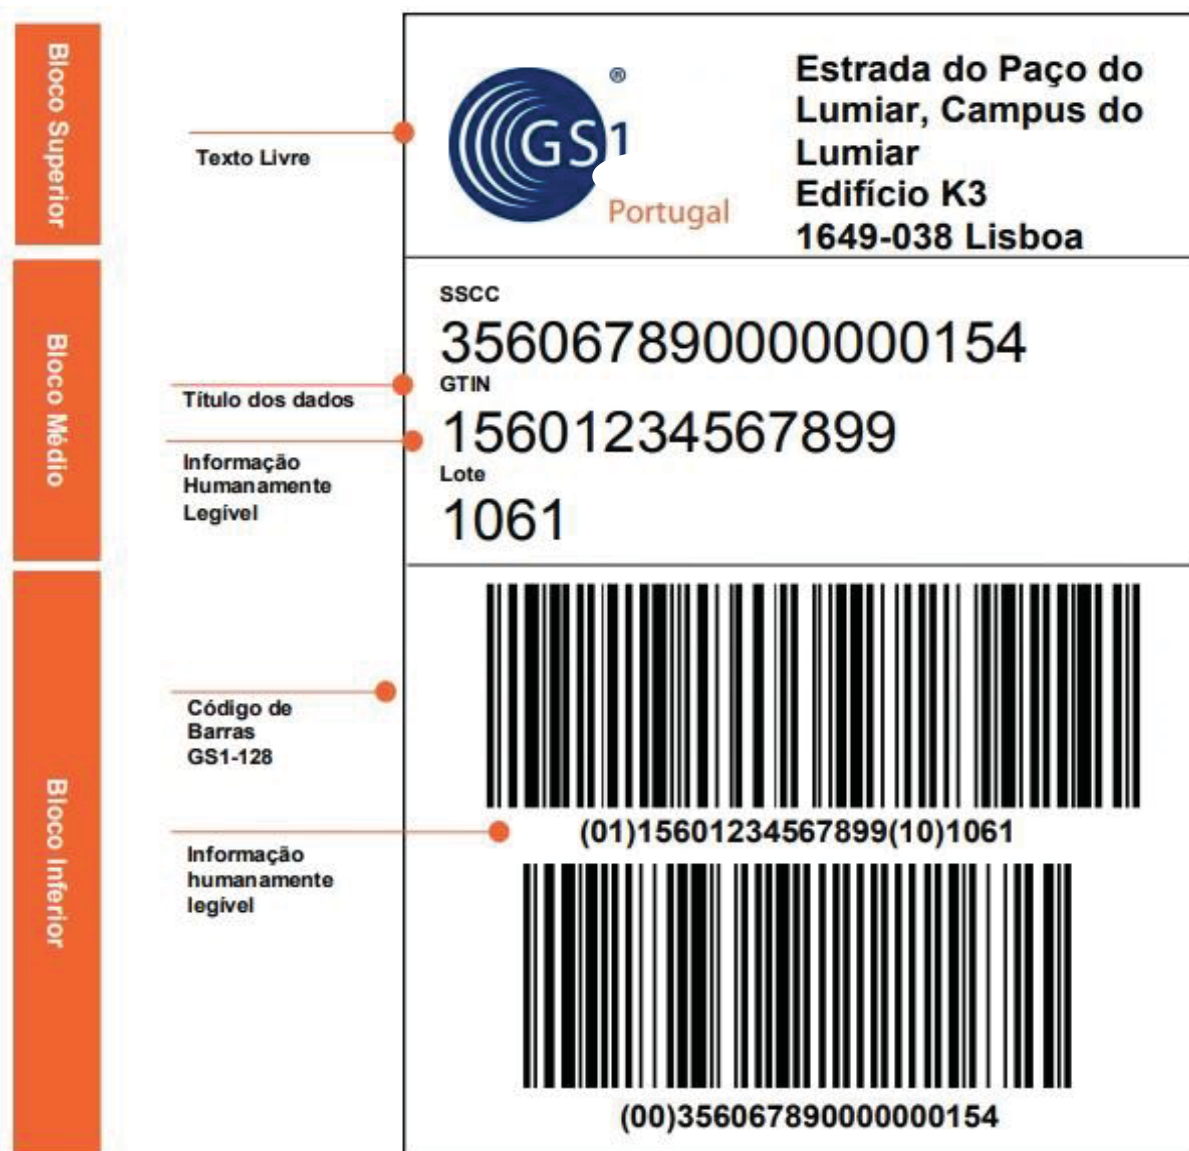 Bloco Superior
Texto Livre
GS1
®
Portugal
Estrada do Paço do
Lumiar, Campus do
Lumiar
Edifício K3
1649-038 Lisboa
Bloco Médio
SSCC
356067890000000154
Título dos dados
GTIN
15601234567899
Informação
Humanamente
Legível
Lote
1061
Bloco Inferior
Código de
Barras
GS1-128
(01)15601234567899(10)1061
Informação
humanamente
legível
(00)356067890000000154